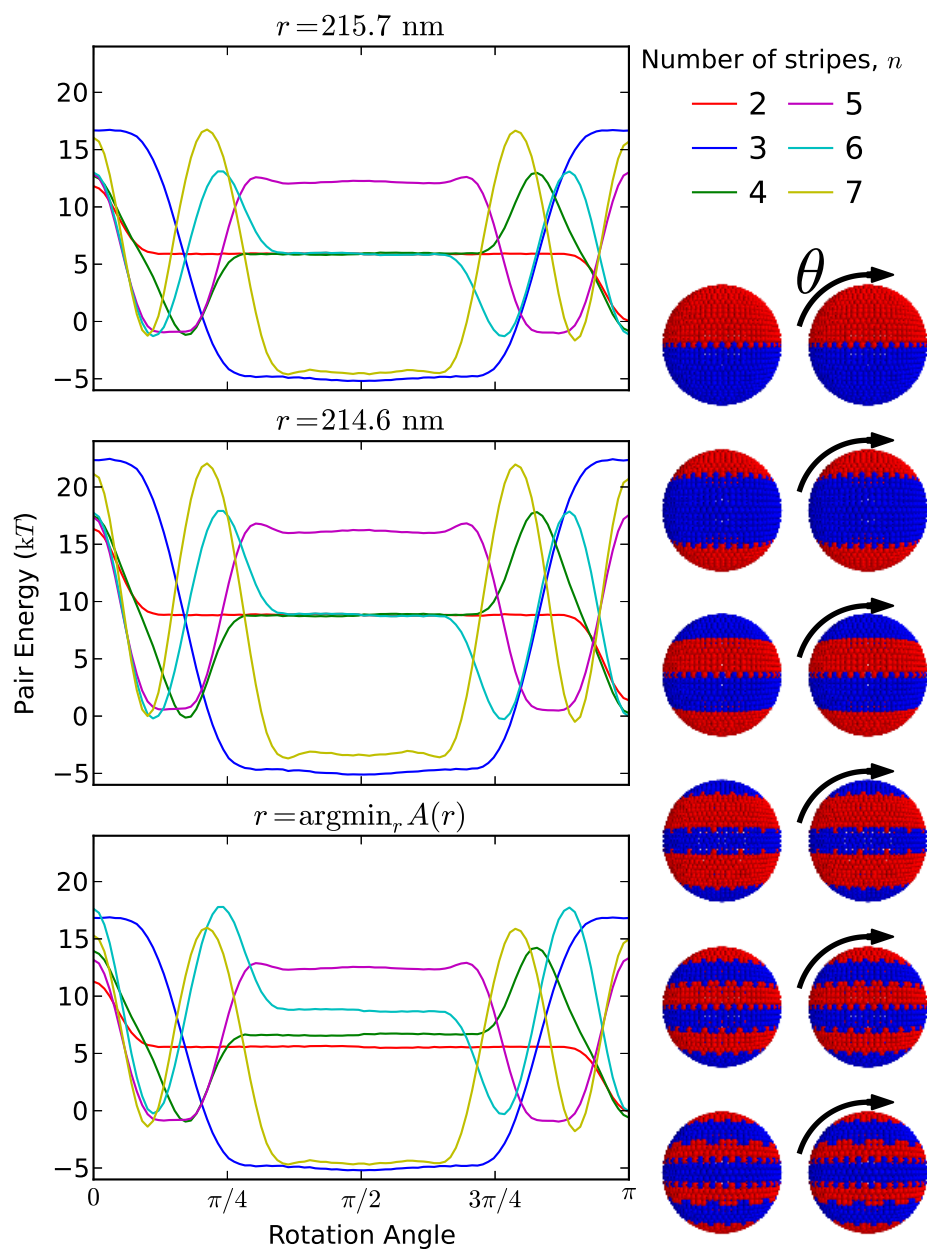 r = 215.7 nm
20
15
10
5
0
−5
r = 214.6 nm
20
15
10
5
0
−5
Pair Energy (kT)
r = argmin_r A(r)
20
15
10
5
0
−5
0 π/4 π/2 3π/4 π
Rotation Angle
Number of stripes, n
2 5
3 6
4 7
θ